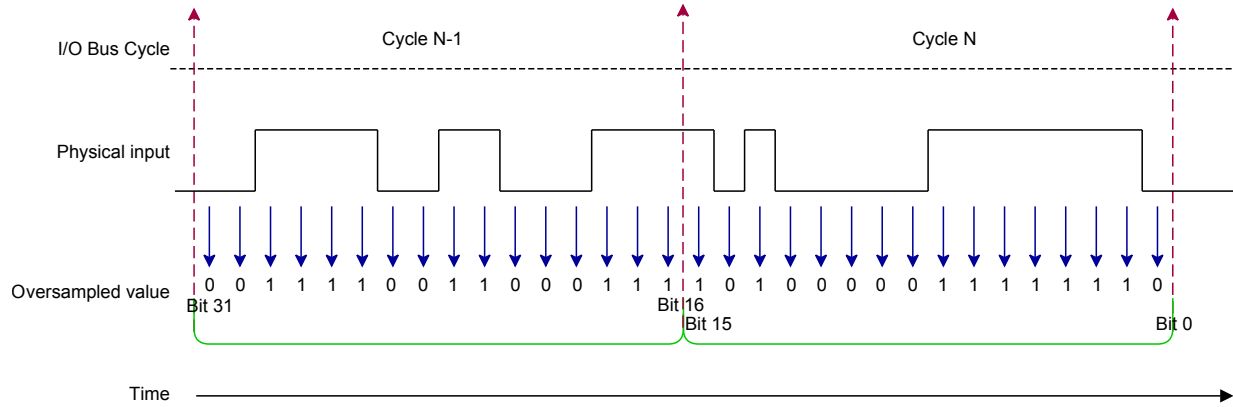 I/O Bus Cycle Cycle N-1 Cycle N
Physical input
Oversampled value 0 0 1 1 1 1 0 0 1 1 0 0 0 1 1 1 1 0 1 0 0 0 0 0 1 1 1 1 1 1 1 0
Bit 31 Bit 16
Bit 15 Bit 0
Time